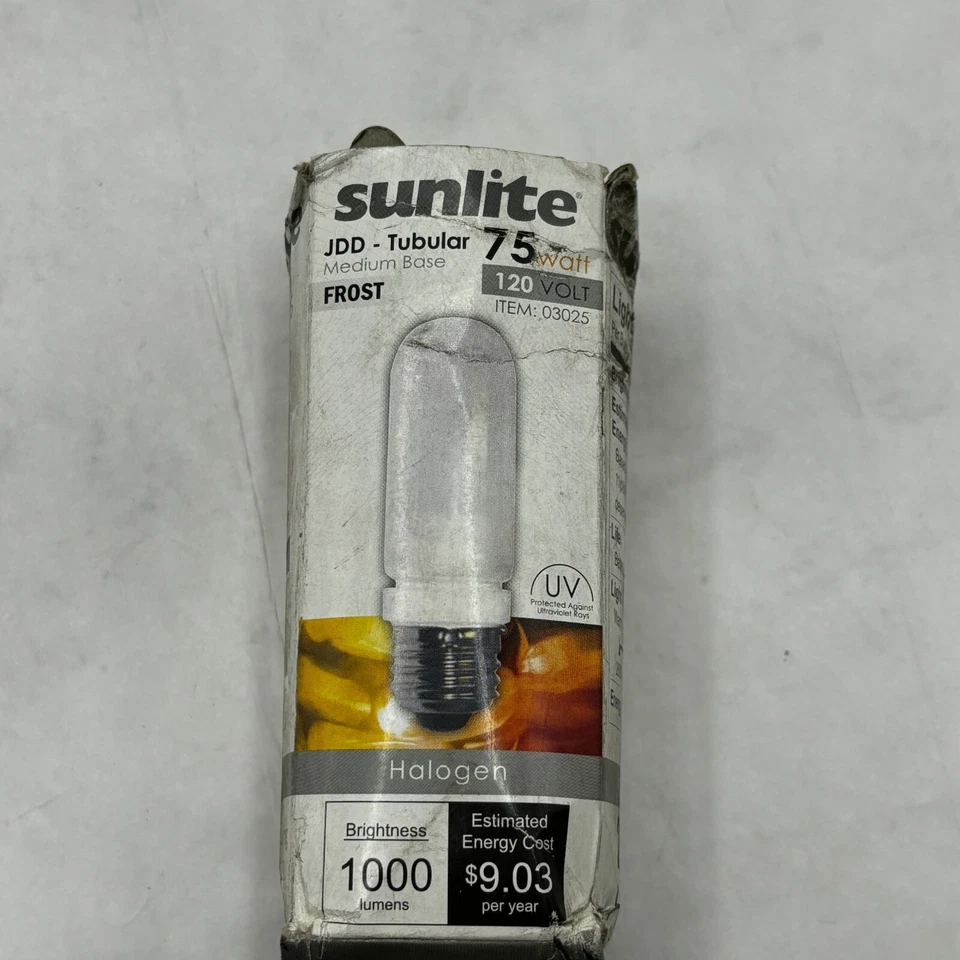 sunlite®
JDD - Tubular 75 watt
Medium Base
FROST
120 VOLT
ITEM: 03025
UV
Protected Against
Ultraviolet Rays
Halogen
Brightness
1000
lumens
Estimated
Energy Cost
$9.03
per year